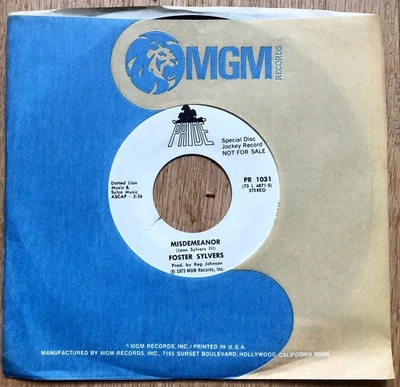 MGM
RECORDS
PRIDE
Special Disc
Jockey Record
NOT FOR SALE
Dotted Lion
Music &
Sylco Music
ASCAP - 2:36
PR 1031
(73 L 4871-S)
STEREO
MISDEMEANOR
(Leon Sylvers III)
FOSTER SYLVERS
Prod. by Keg Johnson
℗ 1973 MGM Records, Inc.
© MGM RECORDS, INC./PRINTED IN U.S.A.
MANUFACTURED BY MGM RECORDS, INC., 7165 SUNSET BOULEVARD, HOLLYWOOD, CALIFORNIA 90046